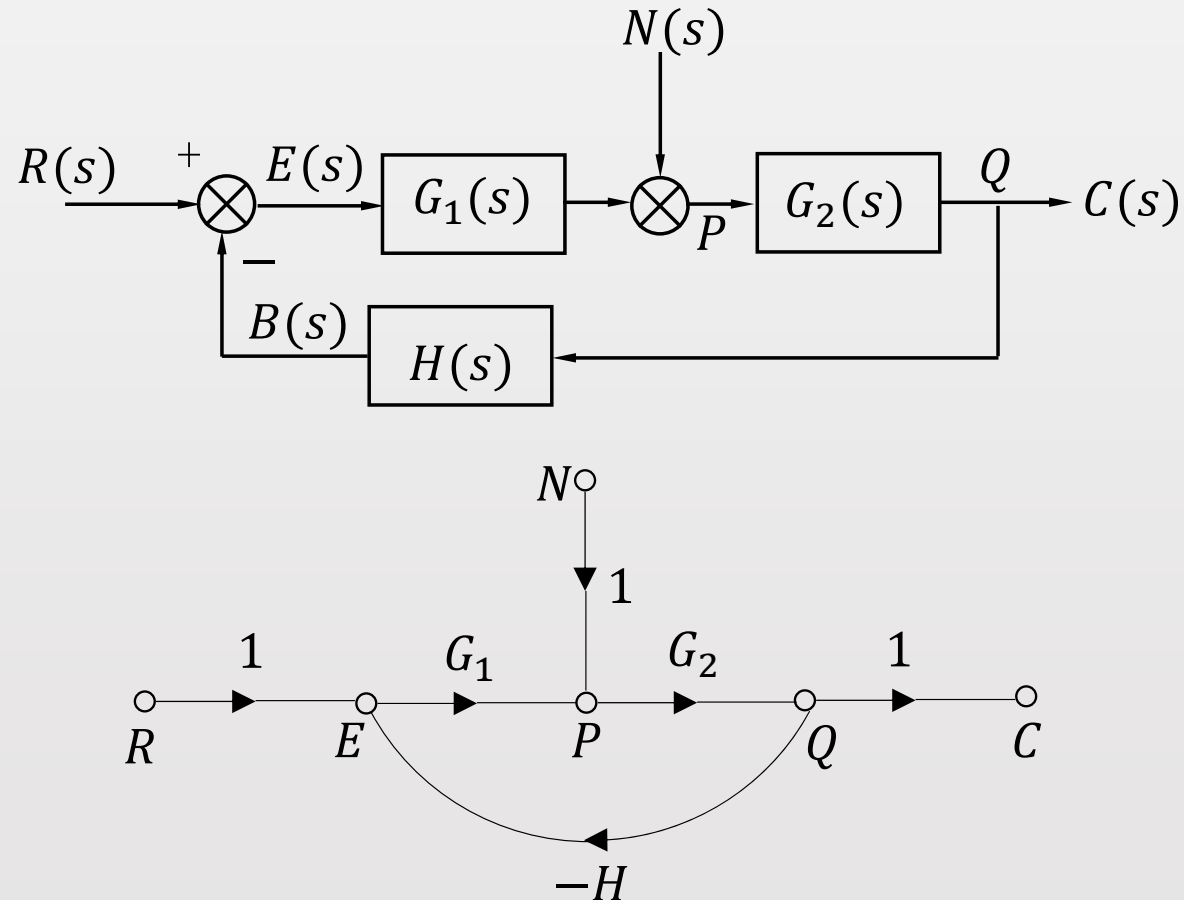 N(s)
R(s) + E(s) G₁(s) P G₂(s) Q C(s)
−
B(s) H(s)
N
1
1 G₁ G₂ 1
R E P Q C
−H